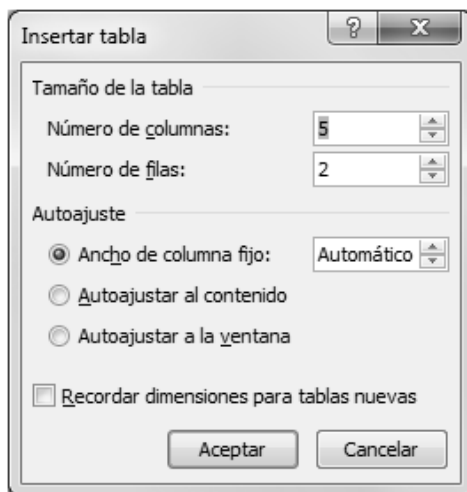 Insertar tabla
Tamaño de la tabla
Número de columnas: 5
Número de filas: 2
Autoajuste
Ancho de columna fijo: Automático
Autoajustar al contenido
Autoajustar a la ventana
Recordar dimensiones para tablas nuevas
Aceptar Cancelar